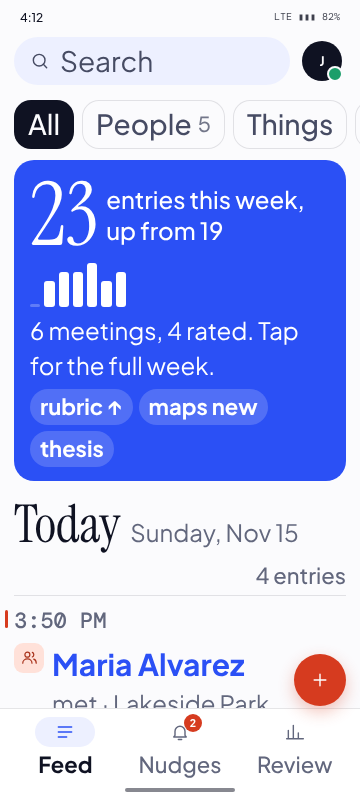 4:12
LTE 82%
Search
J
All
People 5
Things
23
entries this week,
up from 19
6 meetings, 4 rated. Tap
for the full week.
rubric ↑
maps new
thesis
Today
Sunday, Nov 15
4 entries
3:50 PM
Maria Alvarez
met · Lakeside Park
2
Feed
Nudges
Review